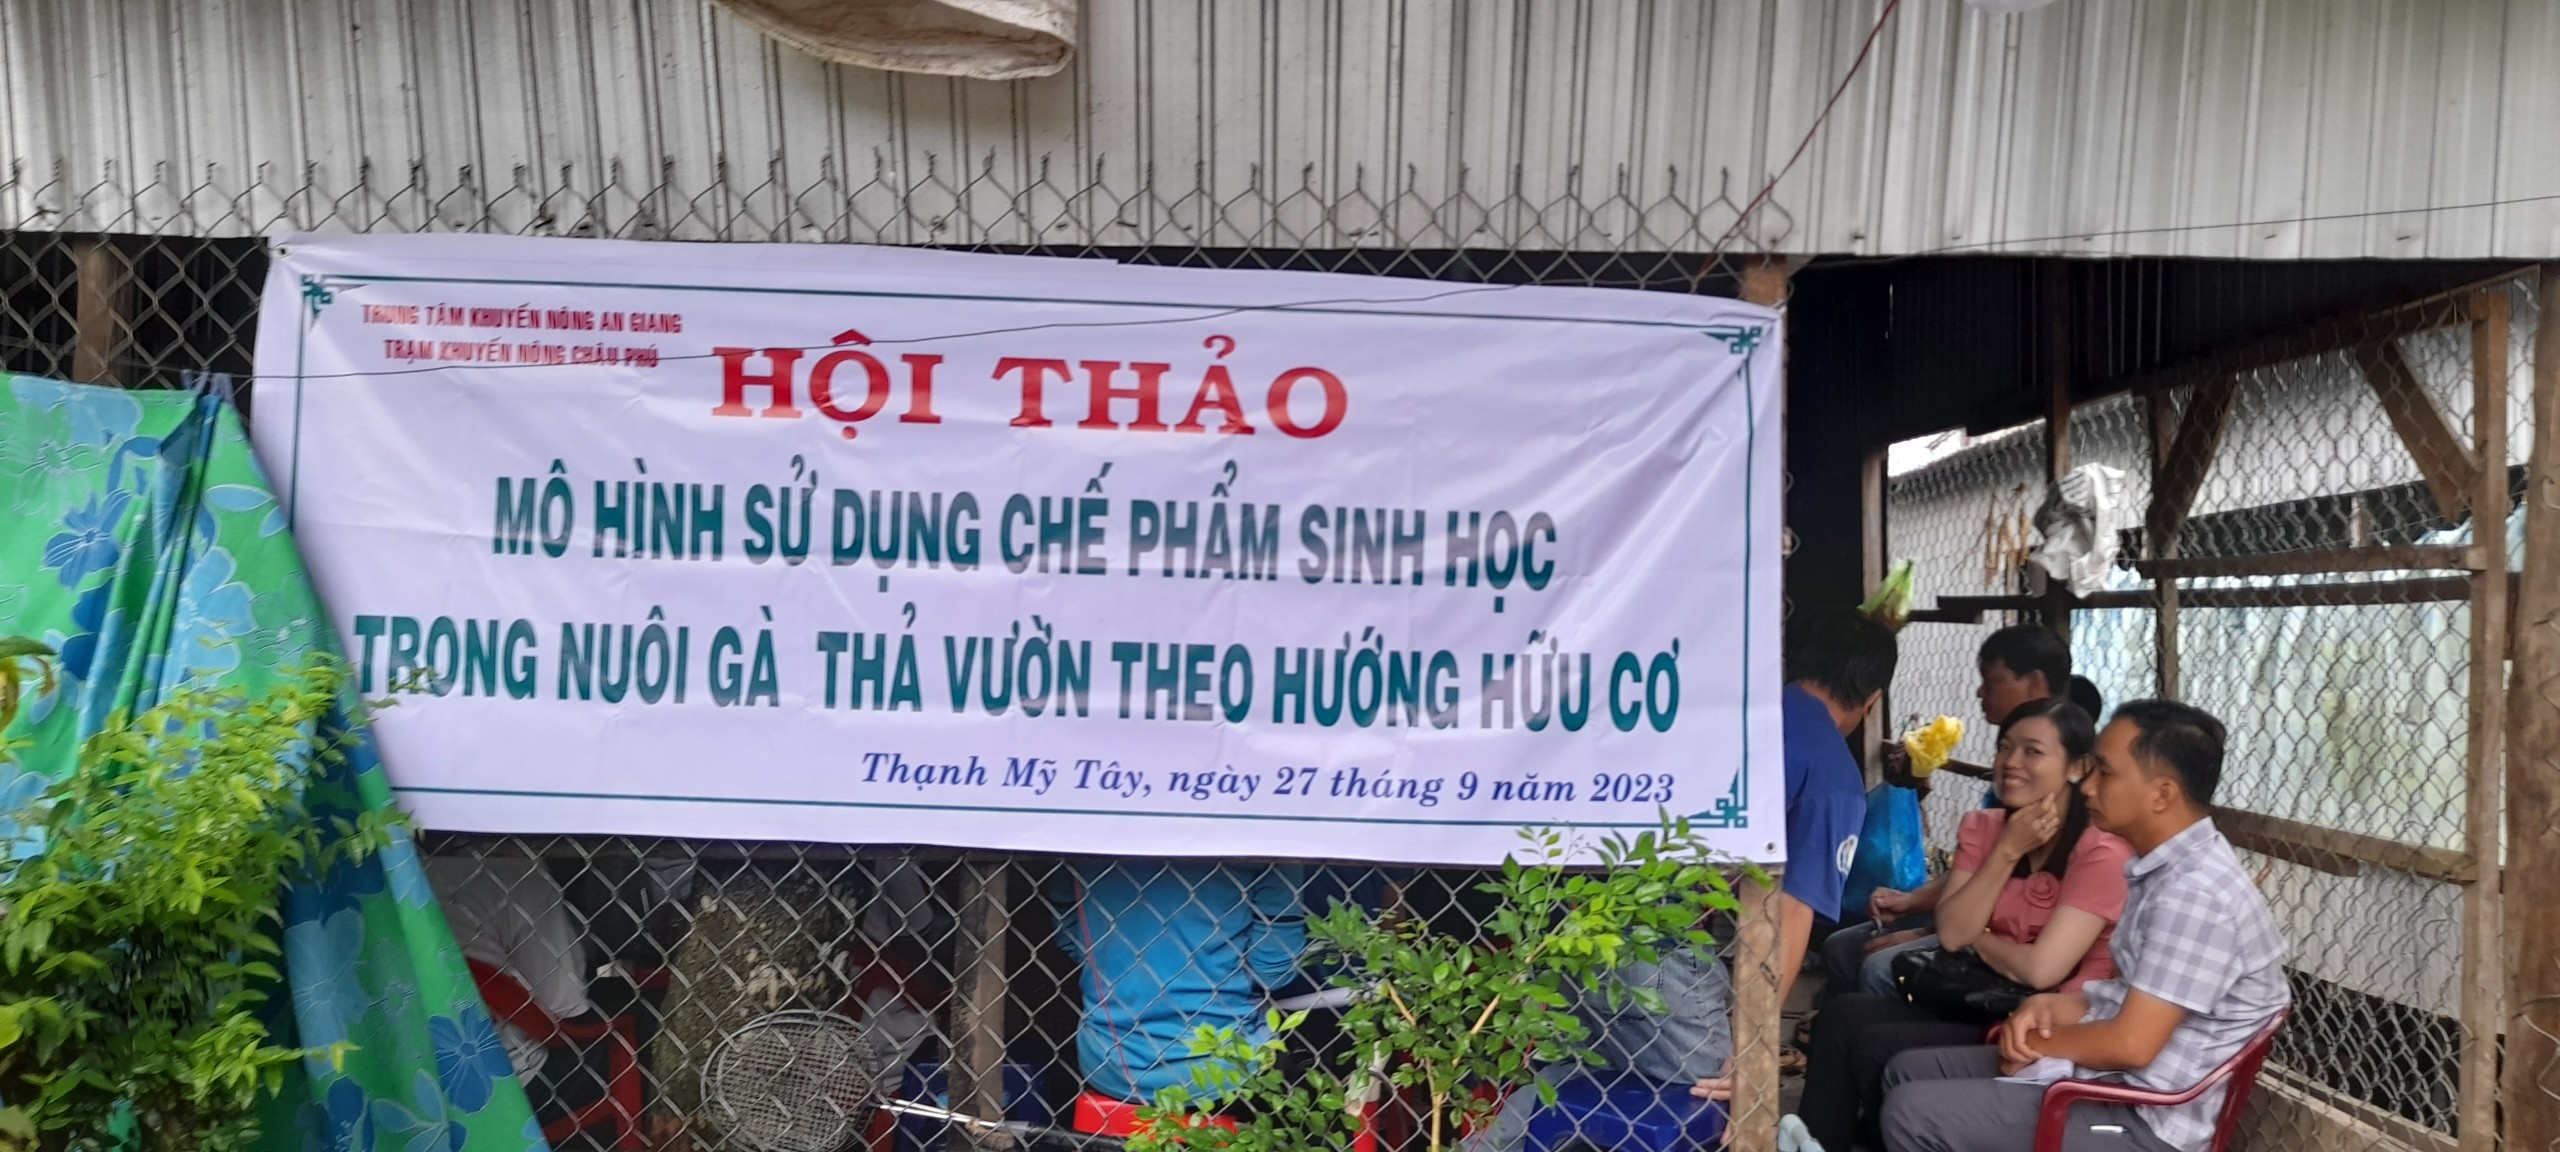 TRUNG TÂM KHUYẾN NÔNG AN GIANG
TRẠM KHUYẾN NÔNG CHÂU PHÚ
HỘI THẢO
MÔ HÌNH SỬ DỤNG CHẾ PHẨM SINH HỌC
TRONG NUÔI GÀ THẢ VƯỜN THEO HƯỚNG HỮU CƠ
Thạnh Mỹ Tây, ngày 27 tháng 9 năm 2023